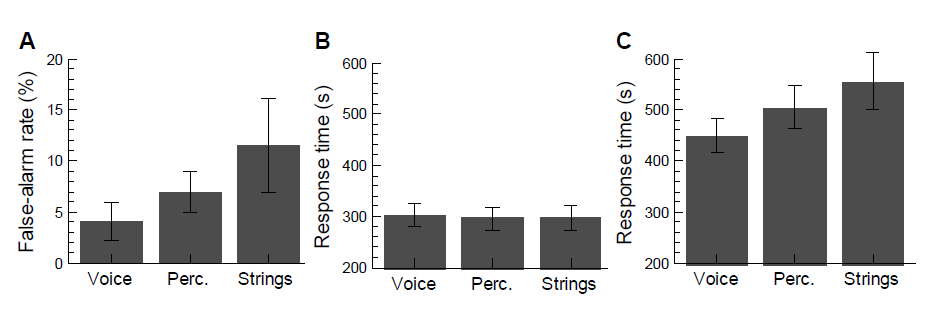 A
False-alarm rate (%)
20
15
10
5
0
Voice Perc. Strings
B
Response time (s)
600
500
400
300
200
Voice Perc. Strings
C
Response time (s)
600
500
400
300
200
Voice Perc. Strings